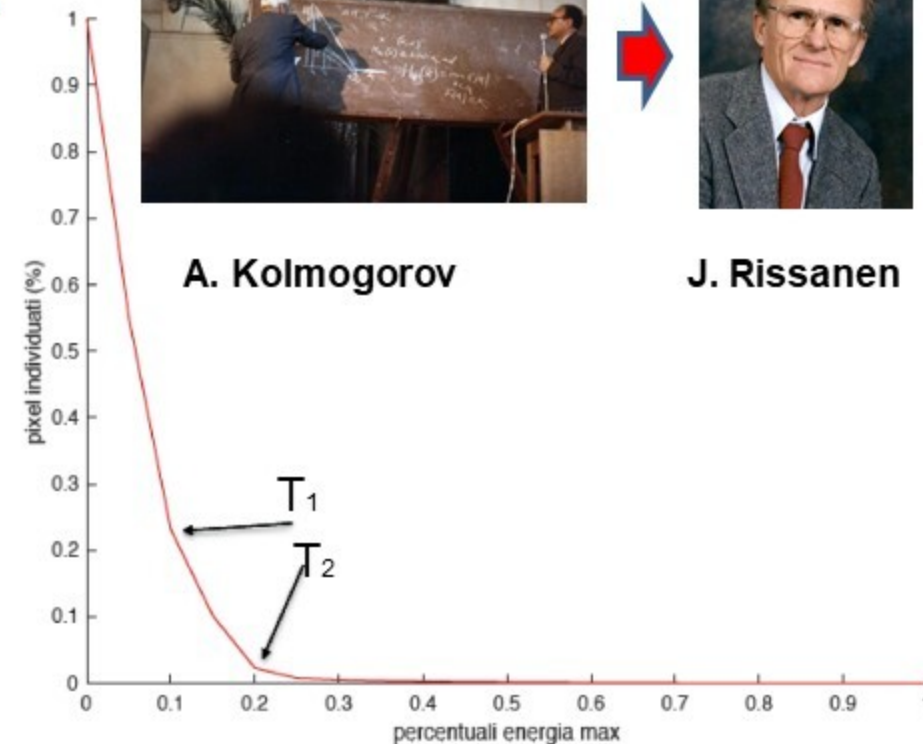 A. Kolmogorov
J. Rissanen
pixel individuati (%)
1
0.9
0.8
0.7
0.6
0.5
0.4
0.3
0.2
0.1
0
T1
T2
0 0.1 0.2 0.3 0.4 0.5 0.6 0.7 0.8 0.9
percentuali energia max